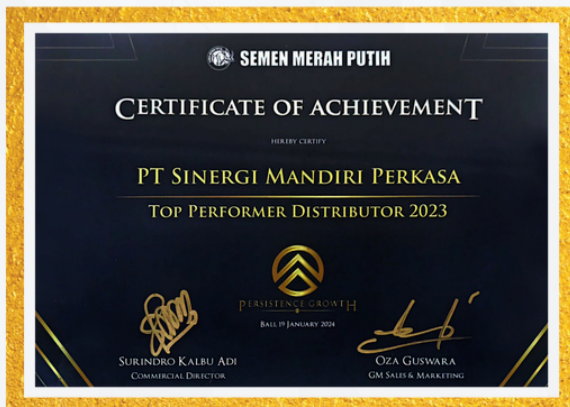 SEMEN MERAH PUTIH
CERTIFICATE OF ACHIEVEMENT
HEREBY CERTIFY
PT SINERGI MANDIRI PERKASA
TOP PERFORMER DISTRIBUTOR 2023
PERSISTENCE GROWTH
BALI 19 JANUARY 2024
SURINDRO KALBU ADI
COMMERCIAL DIRECTOR
OZA GUSWARA
GM SALES & MARKETING